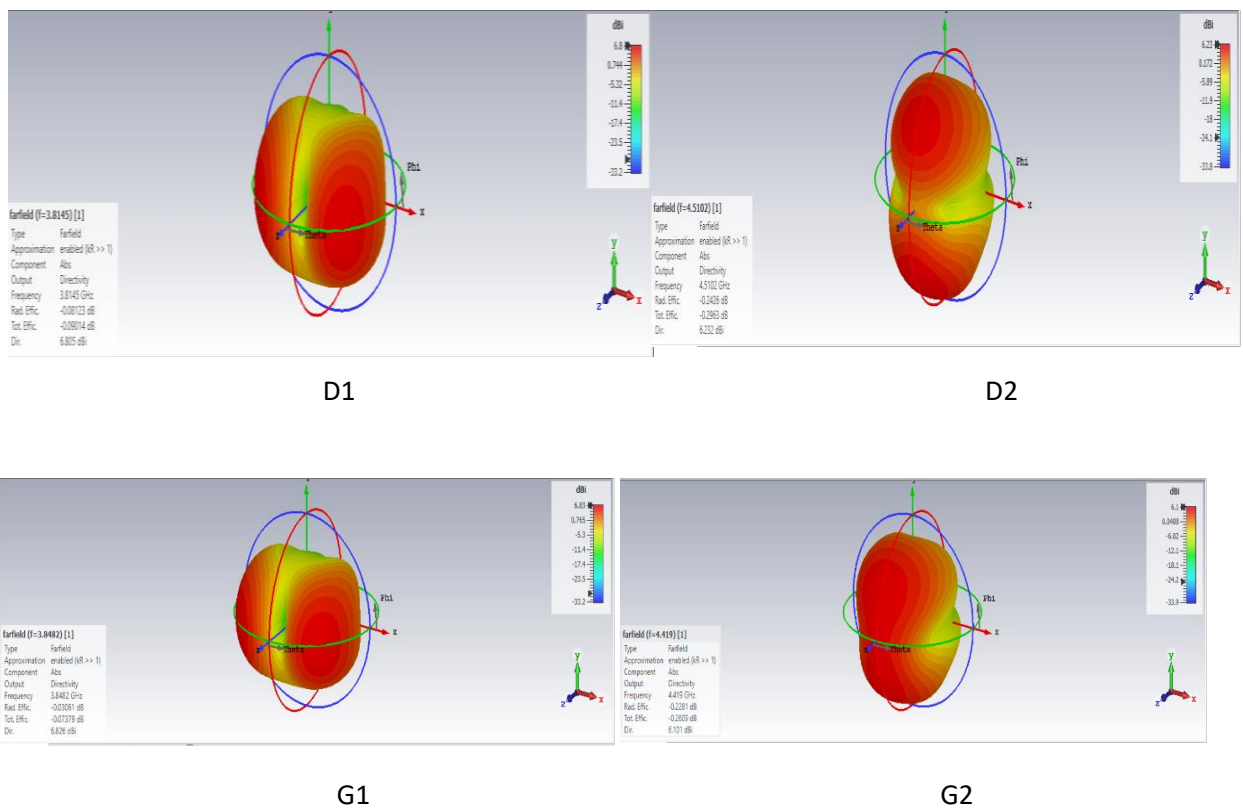 dBi
6.8
0.744
-5.32
-11.4
-17.4
-23.5
-33.2
Phi
x
z
Theta
farfield (f=3.8145) [1]
Type Farfield
Approximation enabled (kR >> 1)
Component Abs
Output Directivity
Frequency 3.8145 GHz
Rad. Effic. -0.08123 dB
Tot. Effic. -0.09014 dB
Dir. 6.805 dBi
y
z
x
D1
dBi
6.23
0.172
-5.89
-11.9
-18
-24.1
-33.8
Phi
x
z
Theta
farfield (f=4.5102) [1]
Type Farfield
Approximation enabled (kR >> 1)
Component Abs
Output Directivity
Frequency 4.5102 GHz
Rad. Effic. -0.2426 dB
Tot. Effic. -0.2963 dB
Dir. 6.232 dBi
y
z
x
D2
dBi
6.83
0.765
-5.3
-11.4
-17.4
-23.5
-33.2
Phi
x
z
Theta
farfield (f=3.8482) [1]
Type Farfield
Approximation enabled (kR >> 1)
Component Abs
Output Directivity
Frequency 3.8482 GHz
Rad. Effic. -0.03061 dB
Tot. Effic. -0.07379 dB
Dir. 6.826 dBi
y
z
x
G1
dBi
6.1
0.0408
-6.02
-12.1
-18.1
-24.2
-33.9
Phi
x
z
Theta
farfield (f=4.419) [1]
Type Farfield
Approximation enabled (kR >> 1)
Component Abs
Output Directivity
Frequency 4.419 GHz
Rad. Effic. -0.2281 dB
Tot. Effic. -0.2609 dB
Dir. 6.101 dBi
y
z
x
G2